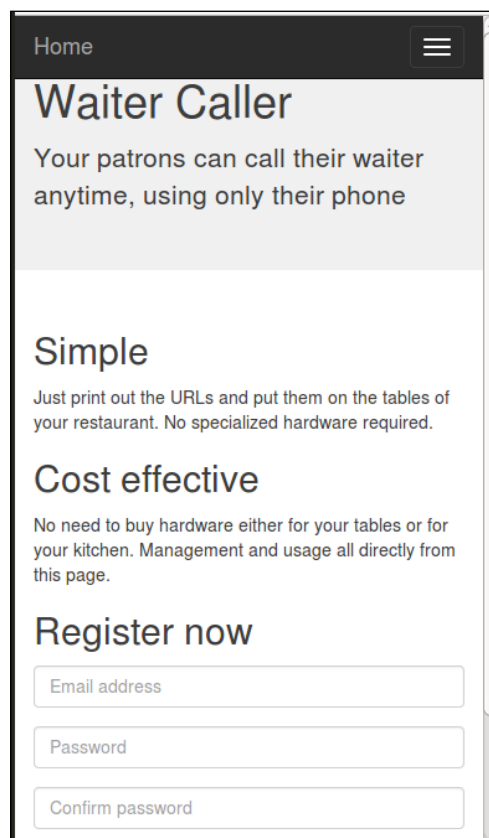 Home
Waiter Caller
Your patrons can call their waiter
anytime, using only their phone
Simple
Just print out the URLs and put them on the tables of
your restaurant. No specialized hardware required.
Cost effective
No need to buy hardware either for your tables or for
your kitchen. Management and usage all directly from
this page.
Register now
Email address
Password
Confirm password